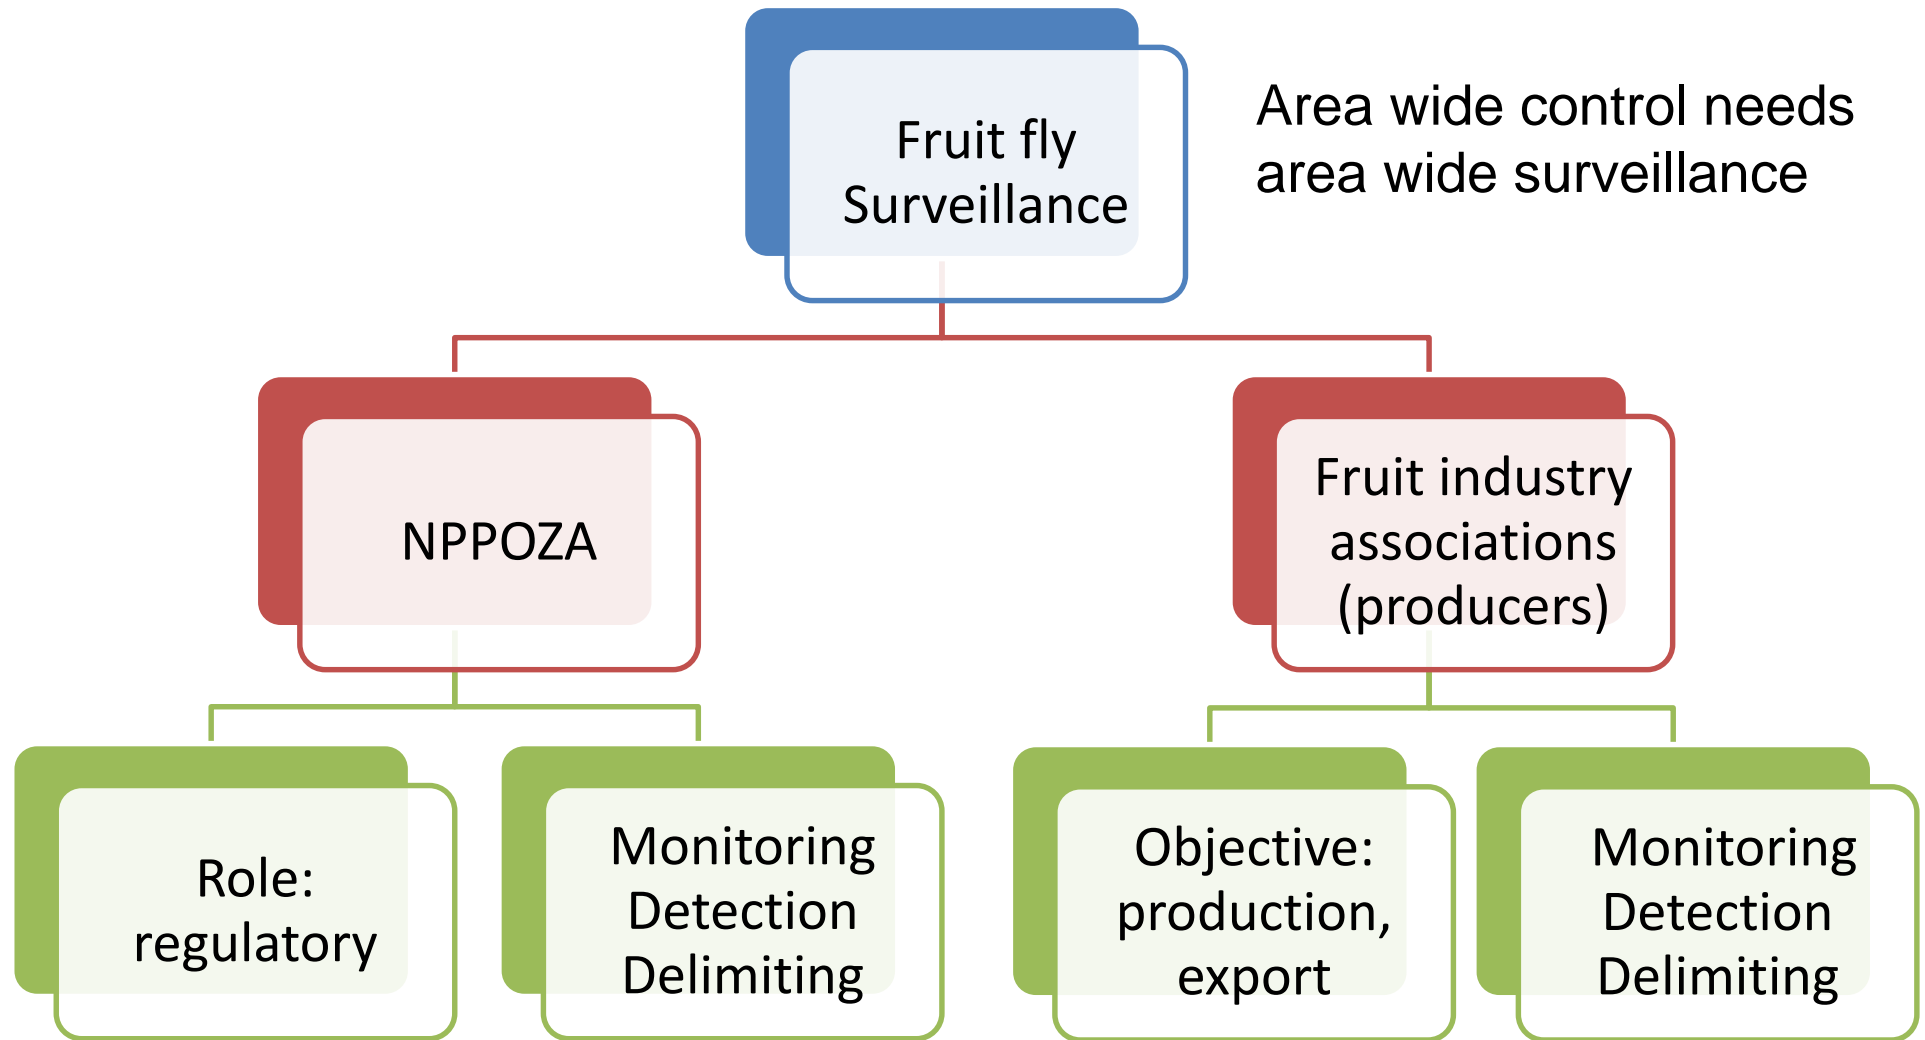 Fruit fly
Surveillance
Area wide control needs
area wide surveillance
NPPOZA
Fruit industry
associations
(producers)
Role:
regulatory
Monitoring
Detection
Delimiting
Objective:
production,
export
Monitoring
Detection
Delimiting